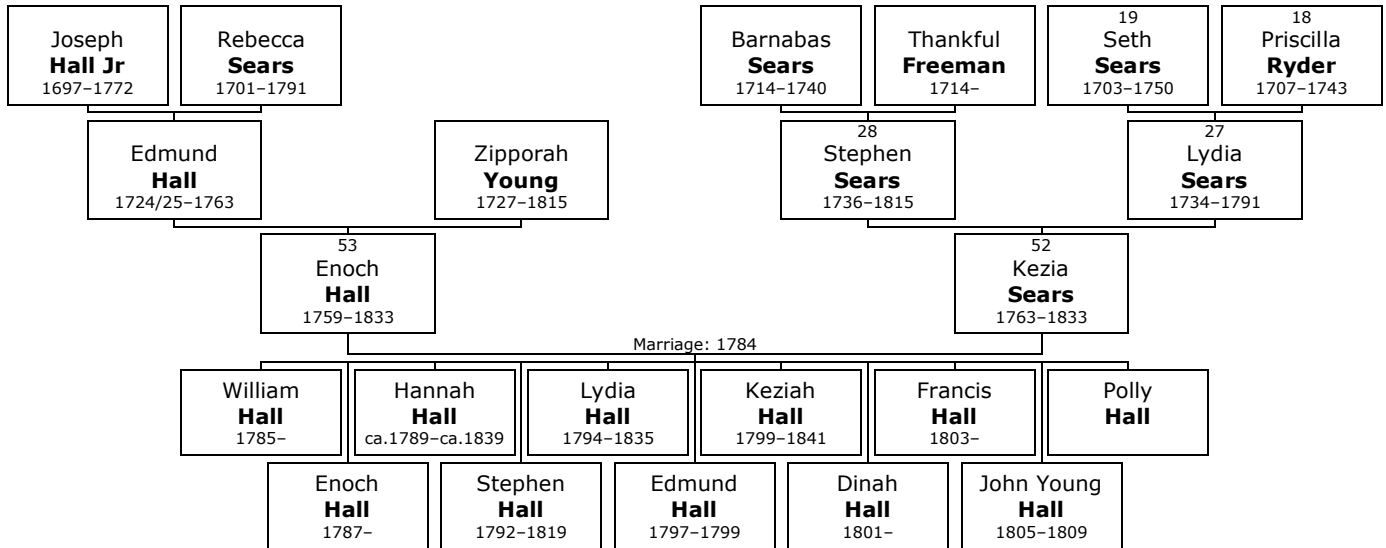 Joseph
Hall Jr
1697–1772
Rebecca
Sears
1701–1791
Barnabas
Sears
1714–1740
Thankful
Freeman
1714–
19
Seth
Sears
1703–1750
18
Priscilla
Ryder
1707–1743
Edmund
Hall
1724/25–1763
Zipporah
Young
1727–1815
28
Stephen
Sears
1736–1815
27
Lydia
Sears
1734–1791
53
Enoch
Hall
1759–1833
52
Kezia
Sears
1763–1833
Marriage: 1784
William
Hall
1785–
Hannah
Hall
ca.1789–ca.1839
Lydia
Hall
1794–1835
Keziah
Hall
1799–1841
Francis
Hall
1803–
Polly
Hall
Enoch
Hall
1787–
Stephen
Hall
1792–1819
Edmund
Hall
1797–1799
Dinah
Hall
1801–
John Young
Hall
1805–1809